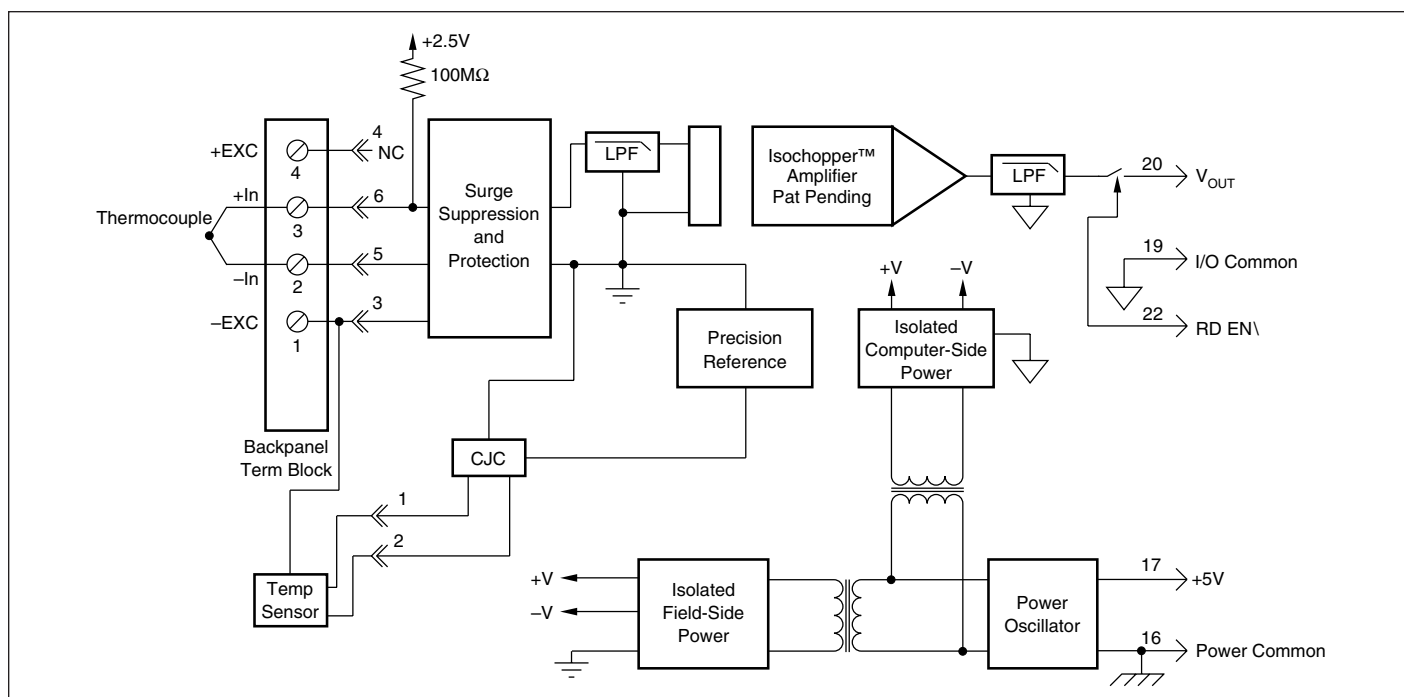 +2.5V
100MΩ
+EXC
4
4
NC
+In
3
6
Thermocouple
–In
2
5
–EXC
1
3
Backpanel
Term Block
Surge
Suppression
and
Protection
LPF
Isochopper™
Amplifier
Pat Pending
LPF
20
VOUT
19
I/O Common
22
RD EN\
+V
–V
Isolated
Computer-Side
Power
Precision
Reference
CJC
1
2
Temp
Sensor
+V
–V
Isolated
Field-Side
Power
Power
Oscillator
17
+5V
16
Power Common